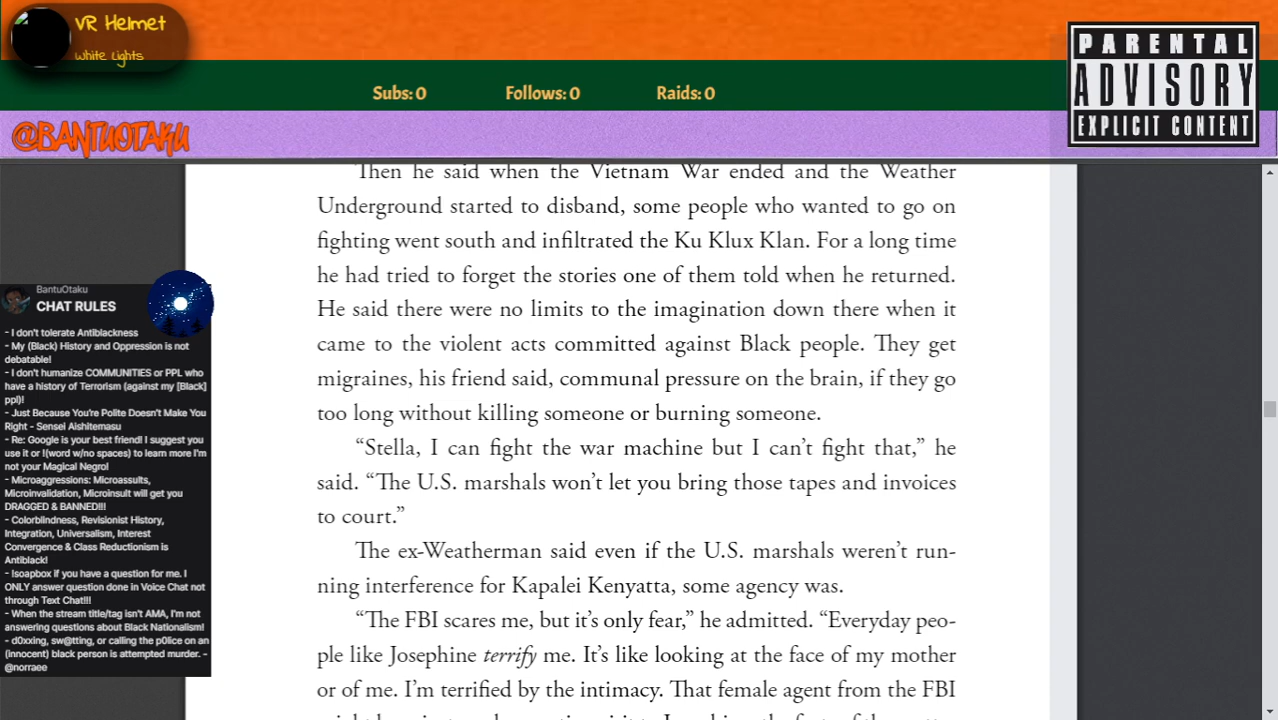 VR Helmet
White Lights
PARENTAL
ADVISORY
EXPLICIT CONTENT
Subs: 0 Follows: 0 Raids: 0
@BANTUOTAKU
Then he said when the Vietnam War ended and the Weather
Underground started to disband, some people who wanted to go on
fighting went south and infiltrated the Ku Klux Klan. For a long time
he had tried to forget the stories one of them told when he returned.
He said there were no limits to the imagination down there when it
came to the violent acts committed against Black people. They get
migraines, his friend said, communal pressure on the brain, if they go
too long without killing someone or burning someone.
“Stella, I can fight the war machine but I can’t fight that,” he
said. “The U.S. marshals won’t let you bring those tapes and invoices
to court.”
The ex-Weatherman said even if the U.S. marshals weren’t run-
ning interference for Kapalei Kenyatta, some agency was.
“The FBI scares me, but it’s only fear,” he admitted. “Everyday peo-
ple like Josephine terrify me. It’s like looking at the face of my mother
or of me. I’m terrified by the intimacy. That female agent from the FBI
BantuOtaku
CHAT RULES
- I don't tolerate Antiblackness
- My (Black) History and Oppression is not
debatable!
- I don't humanize COMMUNITIES or PPL who
have a history of Terrorism (against my [Black]
ppl)!
- Just Because You're Polite Doesn't Make You
Right - Sensei Aishitemasu
- Re: Google is your best friend! I suggest you
use it or !(word w/no spaces) to learn more I'm
not your Magical Negro!
- Microaggressions: Microassults,
Microinvalidation, Microinsult will get you
DRAGGED & BANNED!!!
- Colorblindness, Revisionist History,
Integration, Universalism, Interest
Convergence & Class Reductionism is
Antiblack!
- !soapbox if you have a question for me. I
ONLY answer question done in Voice Chat not
through Text Chat!!!
- When the stream title/tag isn't AMA, I'm not
answering questions about Black Nationalism!
- d0xxing, sw@tting, or calling the p0lice on an
(innocent) black person is attempted murder. -
@norraee